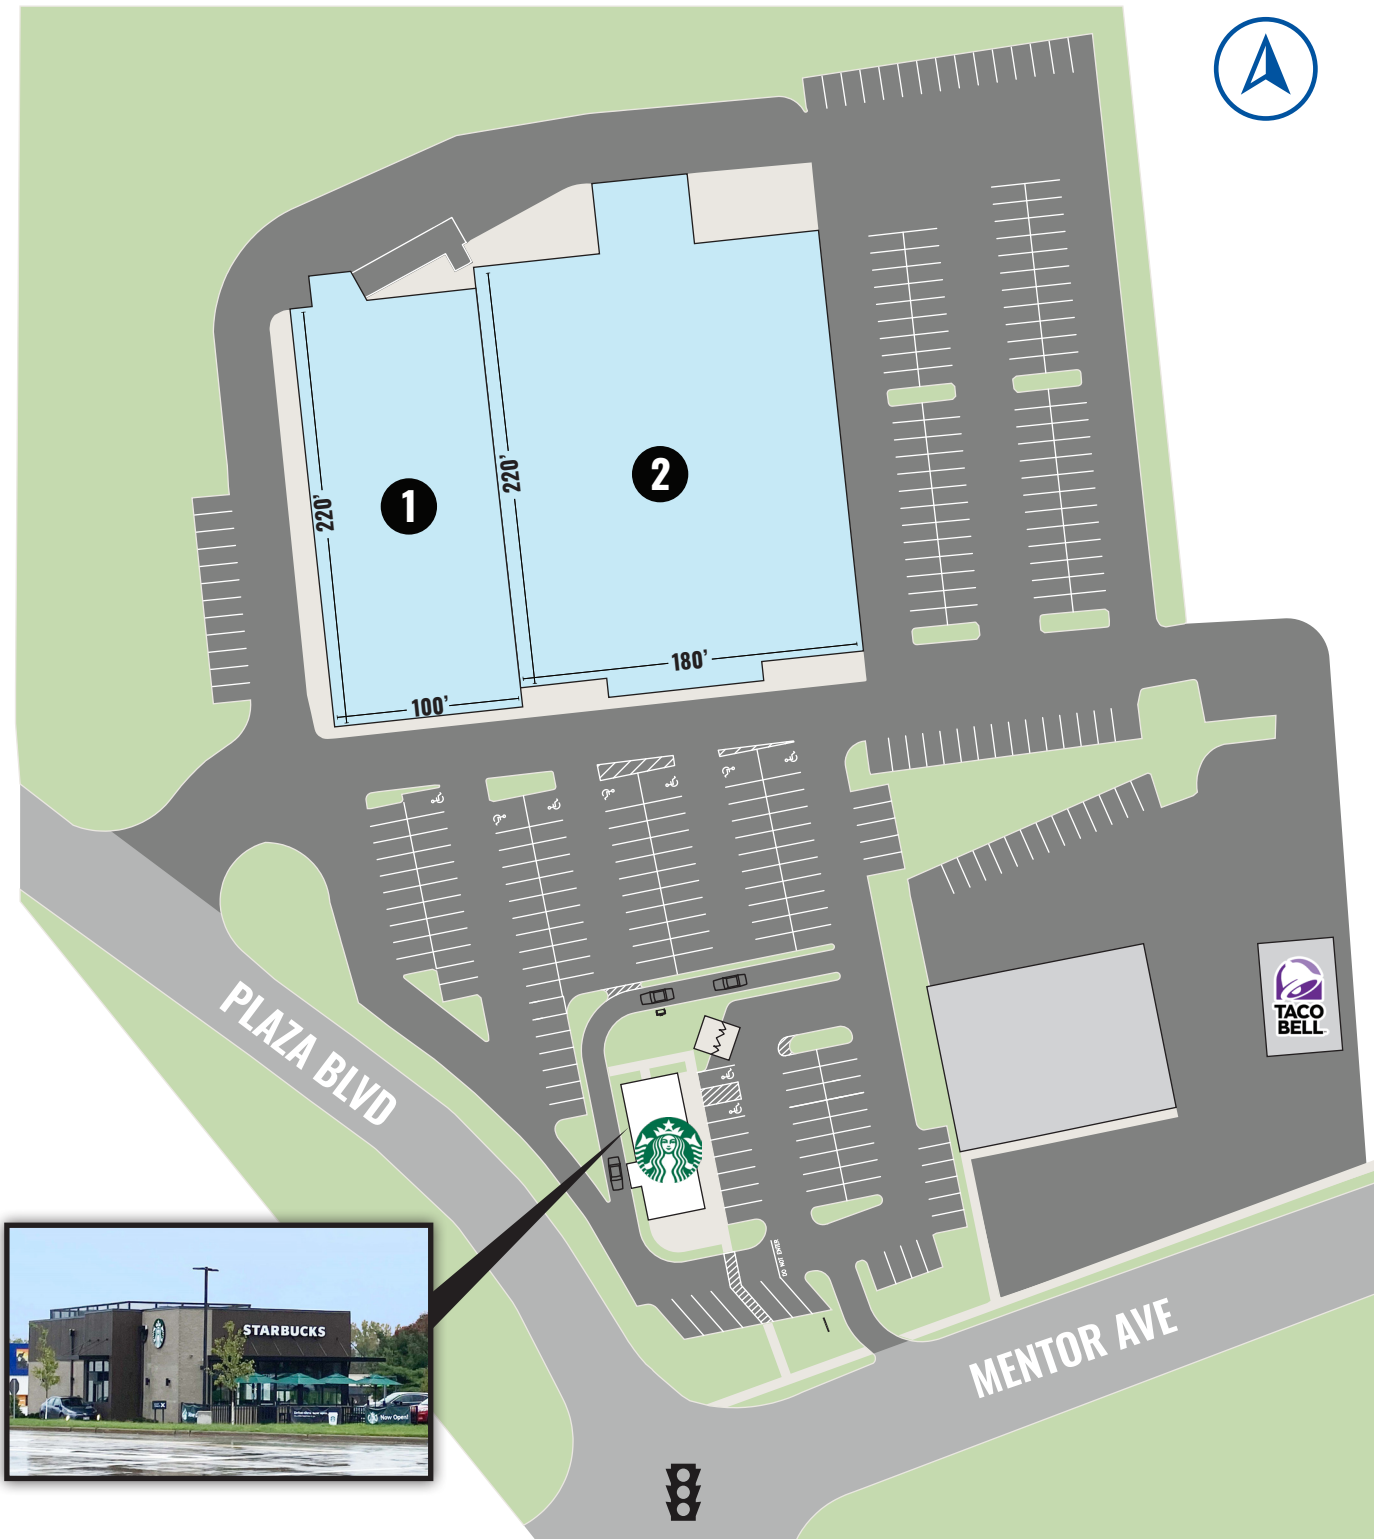 1
2
220'
220'
180'
100'
PLAZA BLVD
TACO
BELL
DO NOT ENTER
STARBUCKS
Now Open!
MENTOR AVE